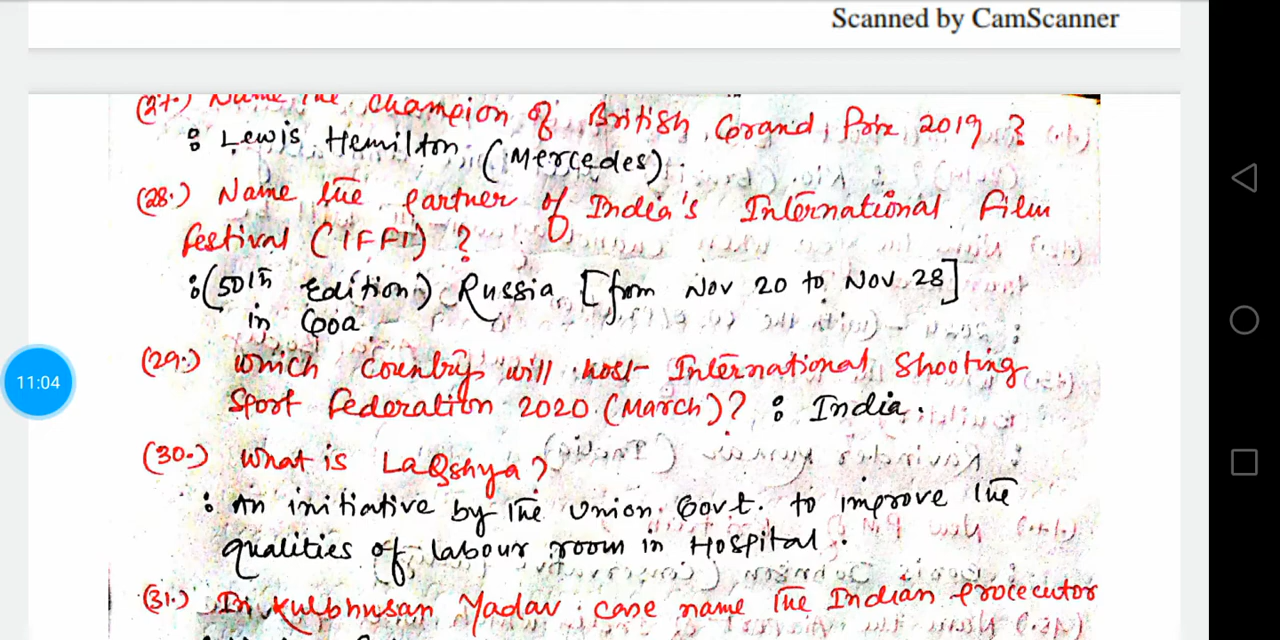 Scanned by CamScanner
(27.) Name the champion of British Grand Prix 2019 ?
: Lewis Hemilton (Mercedes).
(28.) Name the partner of India's International Film
festival (IFFI) ?
: (50th Edition) Russia [from Nov 20 to Nov 28]
in Goa
(29.) which country will host International Shooting
Sport Federation 2020 (March)? : India.
(30.) What is LaQshya?
: An initiative by the Union Govt. to improve the
qualities of labour room in Hospital.
11:04
(31.) In Kulbhusan Yadav case name the Indian Procecutor